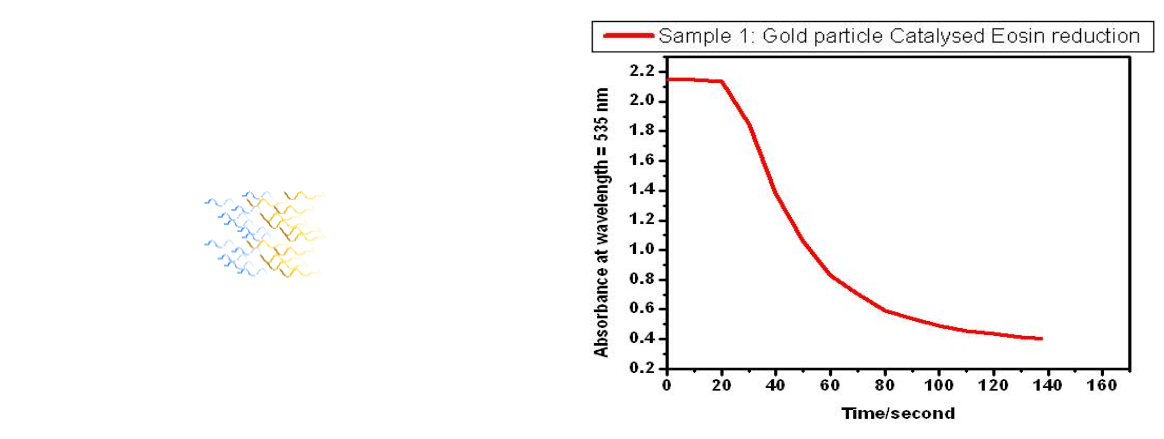 Sample 1: Gold particle Catalysed Eosin reduction
Absorbance at wavelength = 535 nm
2.2
2.0
1.8
1.6
1.4
1.2
1.0
0.8
0.6
0.4
0.2
0 20 40 60 80 100 120 140 160
Time/second